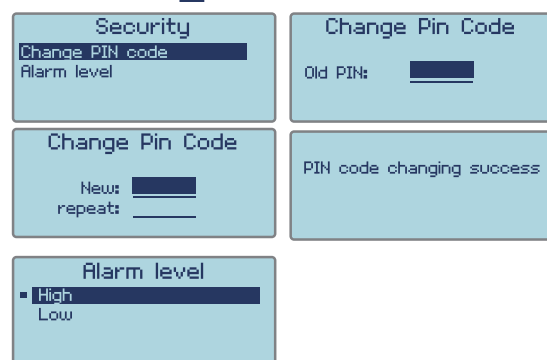 Security
Change PIN code
Alarm level
Change Pin Code
Old PIN:
Change Pin Code
New:
repeat:
PIN code changing success
Alarm level
High
Low